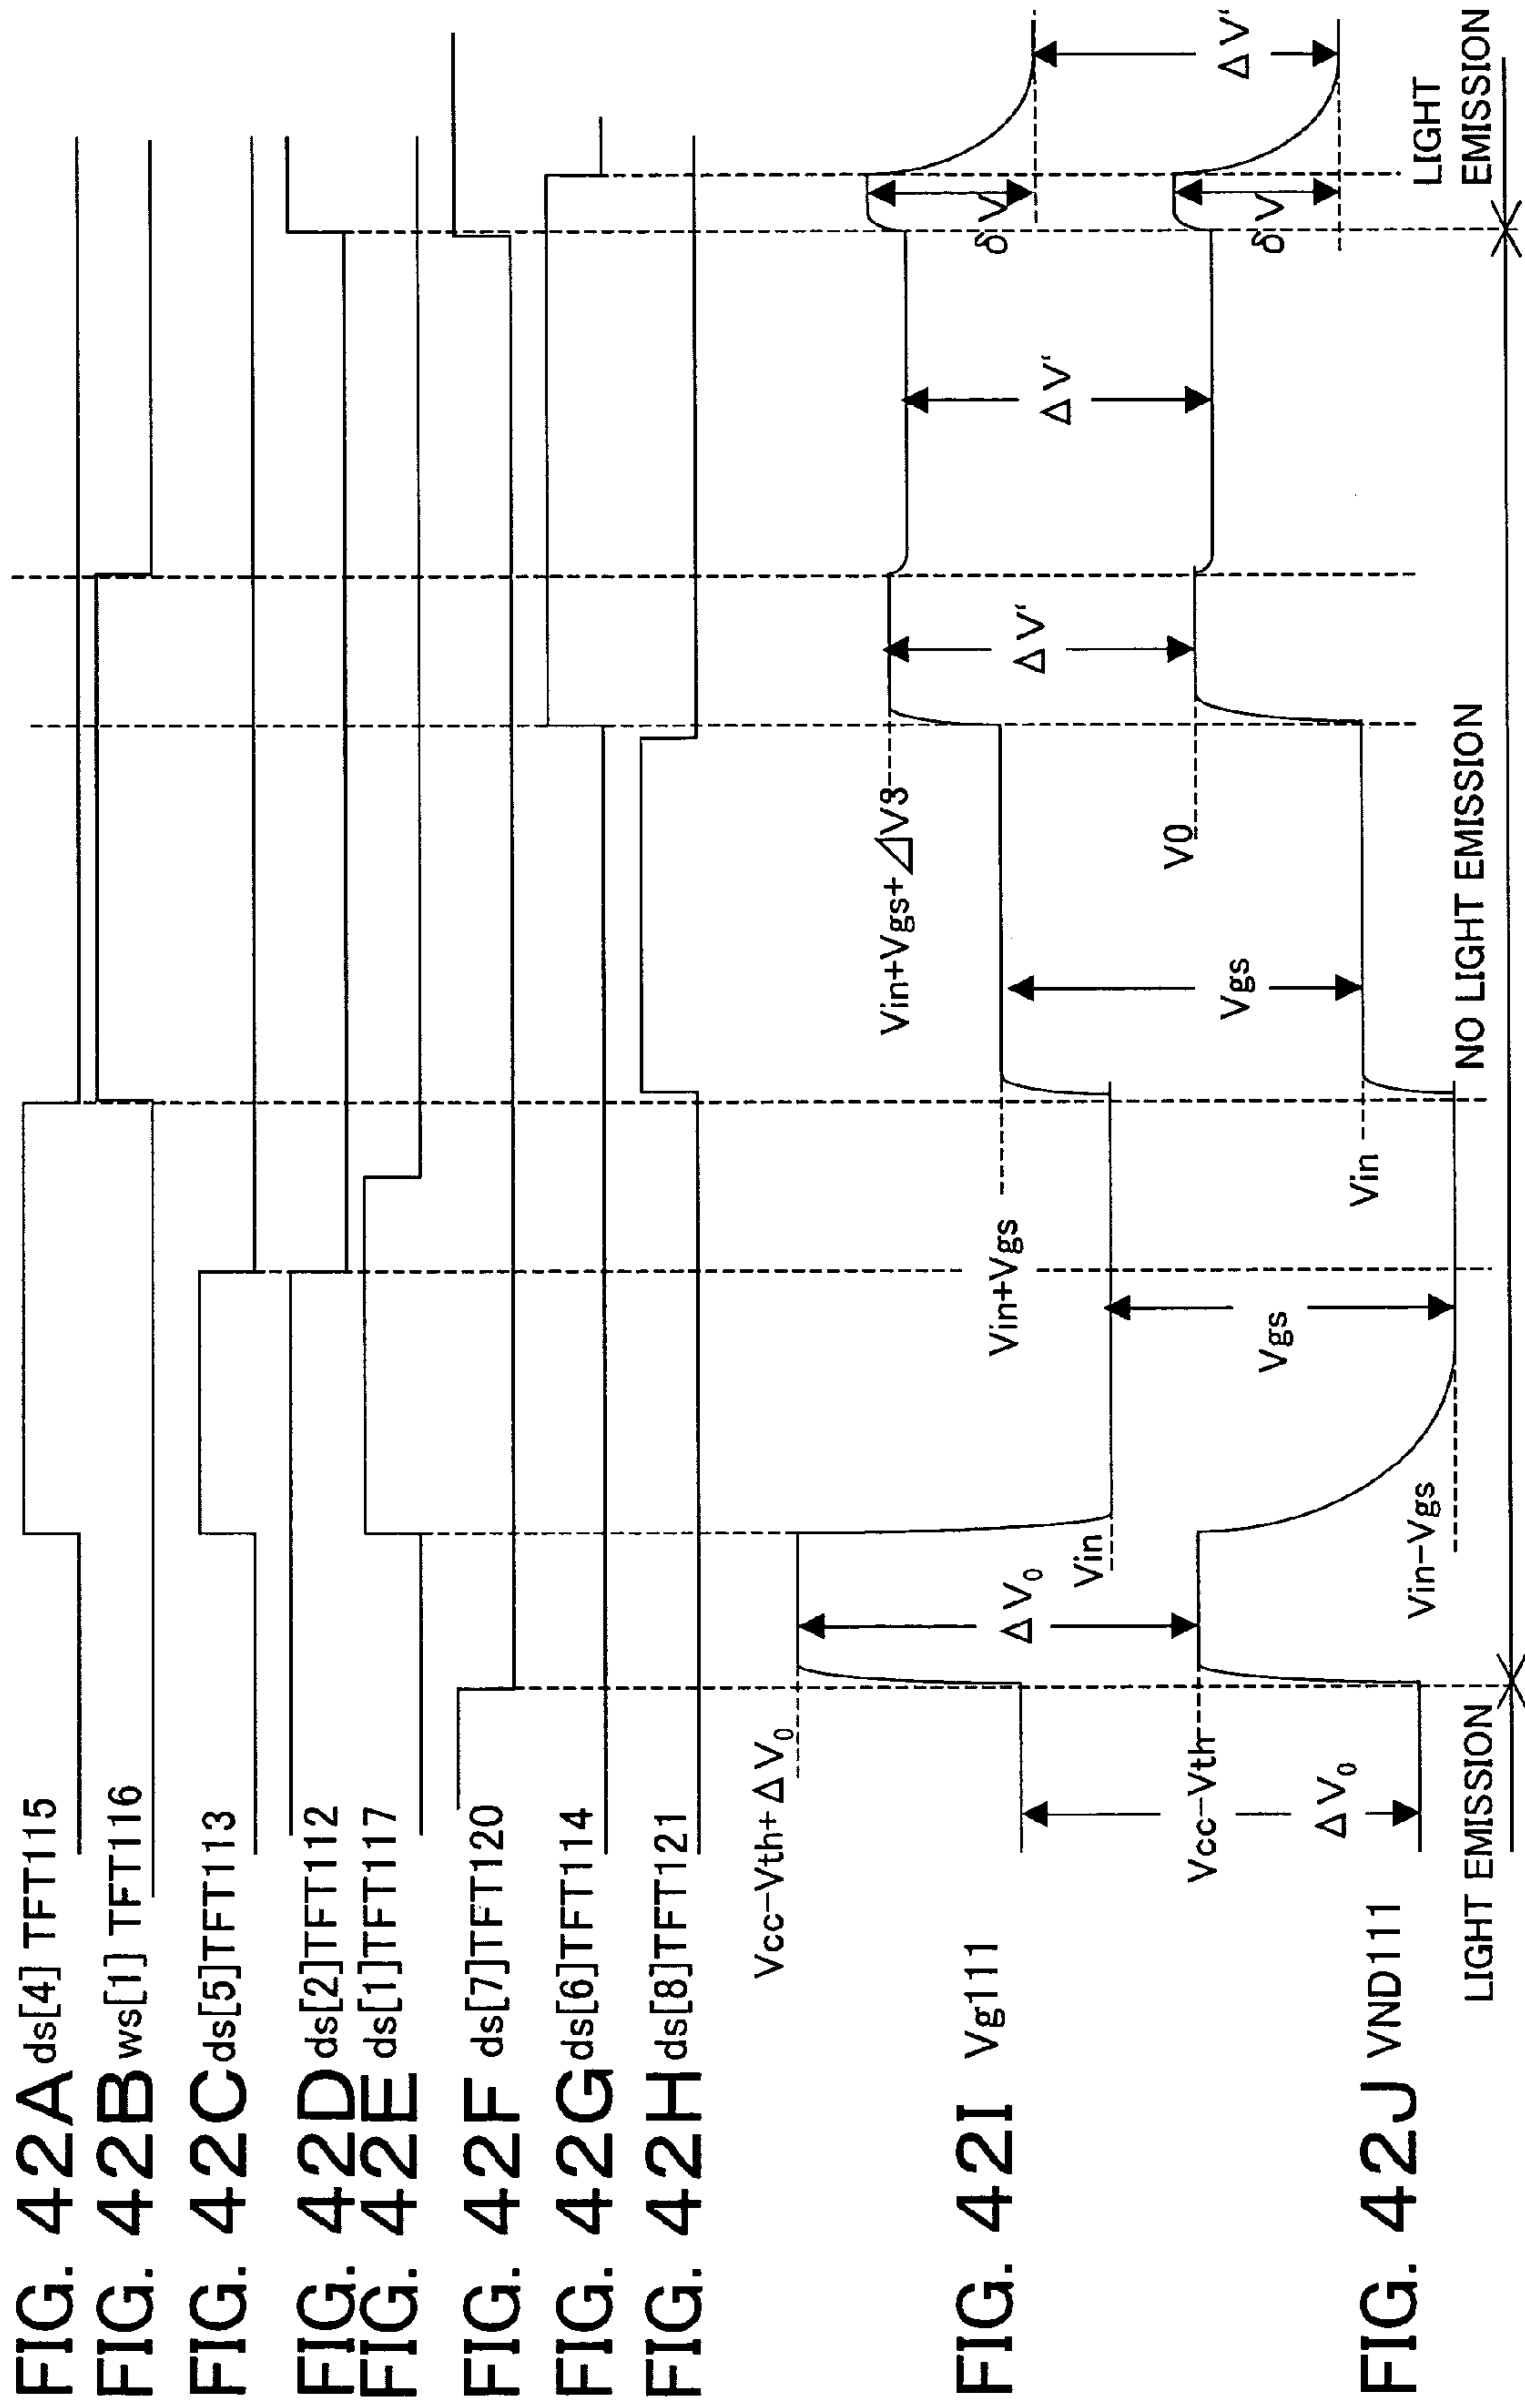 FIG. 42A ds[4] TFT115
FIG. 42B ws[1] TFT116
FIG. 42C ds[5]TFT113
FIG. 42D ds[2]TFT112
FIG. 42E ds[1]TFT117
FIG. 42F ds[7]TFT120
FIG. 42G ds[6]TFT114
FIG. 42H ds[8]TFT121
Vcc-Vth+ΔV₀
Vin+Vgs+ΔV3
FIG. 42I Vg111
ΔV₀
Vin
Vin+Vgs
ΔV'
ΔV'
δV
ΔV'
Vcc-Vth
Vgs
Vgs
V0
δV
ΔV₀
Vin
FIG. 42J VND111
Vin-Vgs
LIGHT EMISSION
NO LIGHT EMISSION
LIGHT
EMISSION